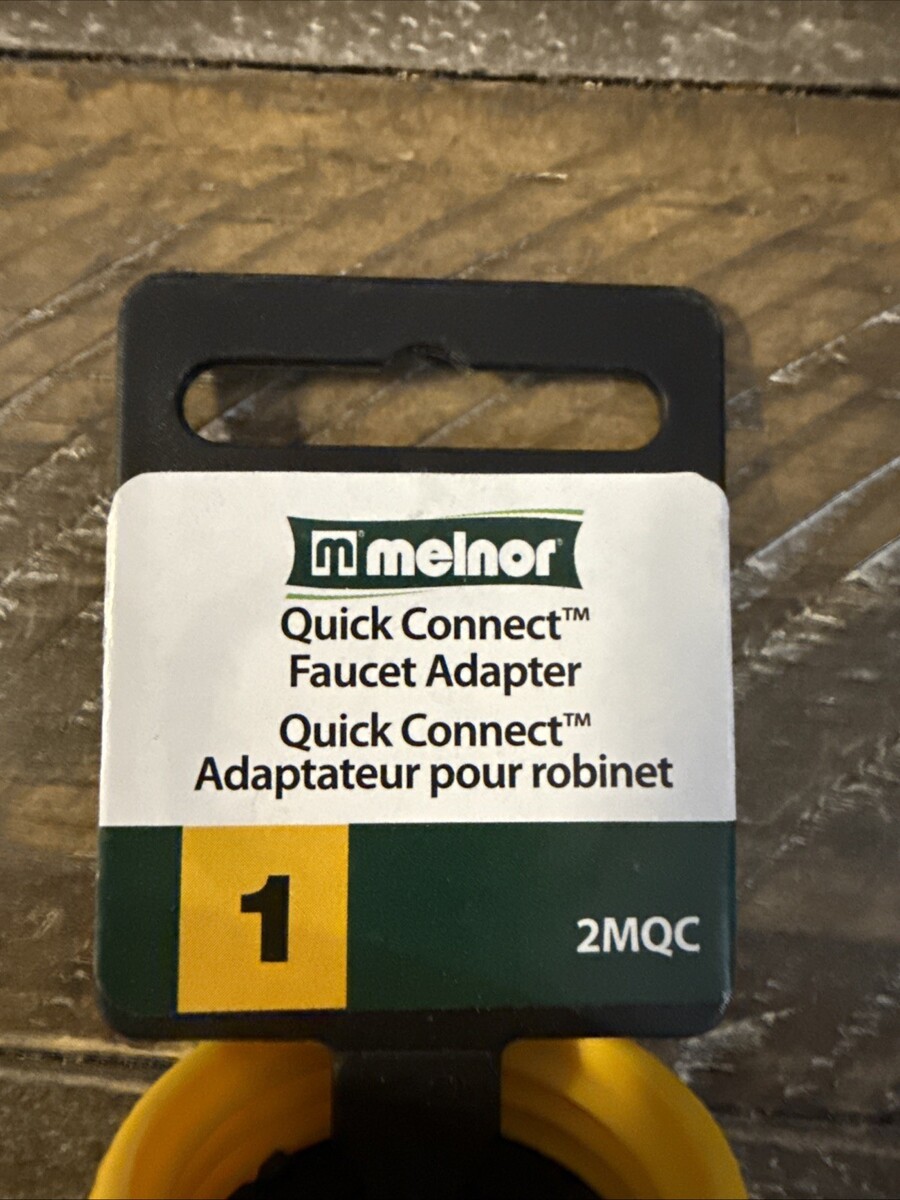 m® melnor®
Quick Connect™
Faucet Adapter
Quick Connect™
Adaptateur pour robinet
1
2MQC